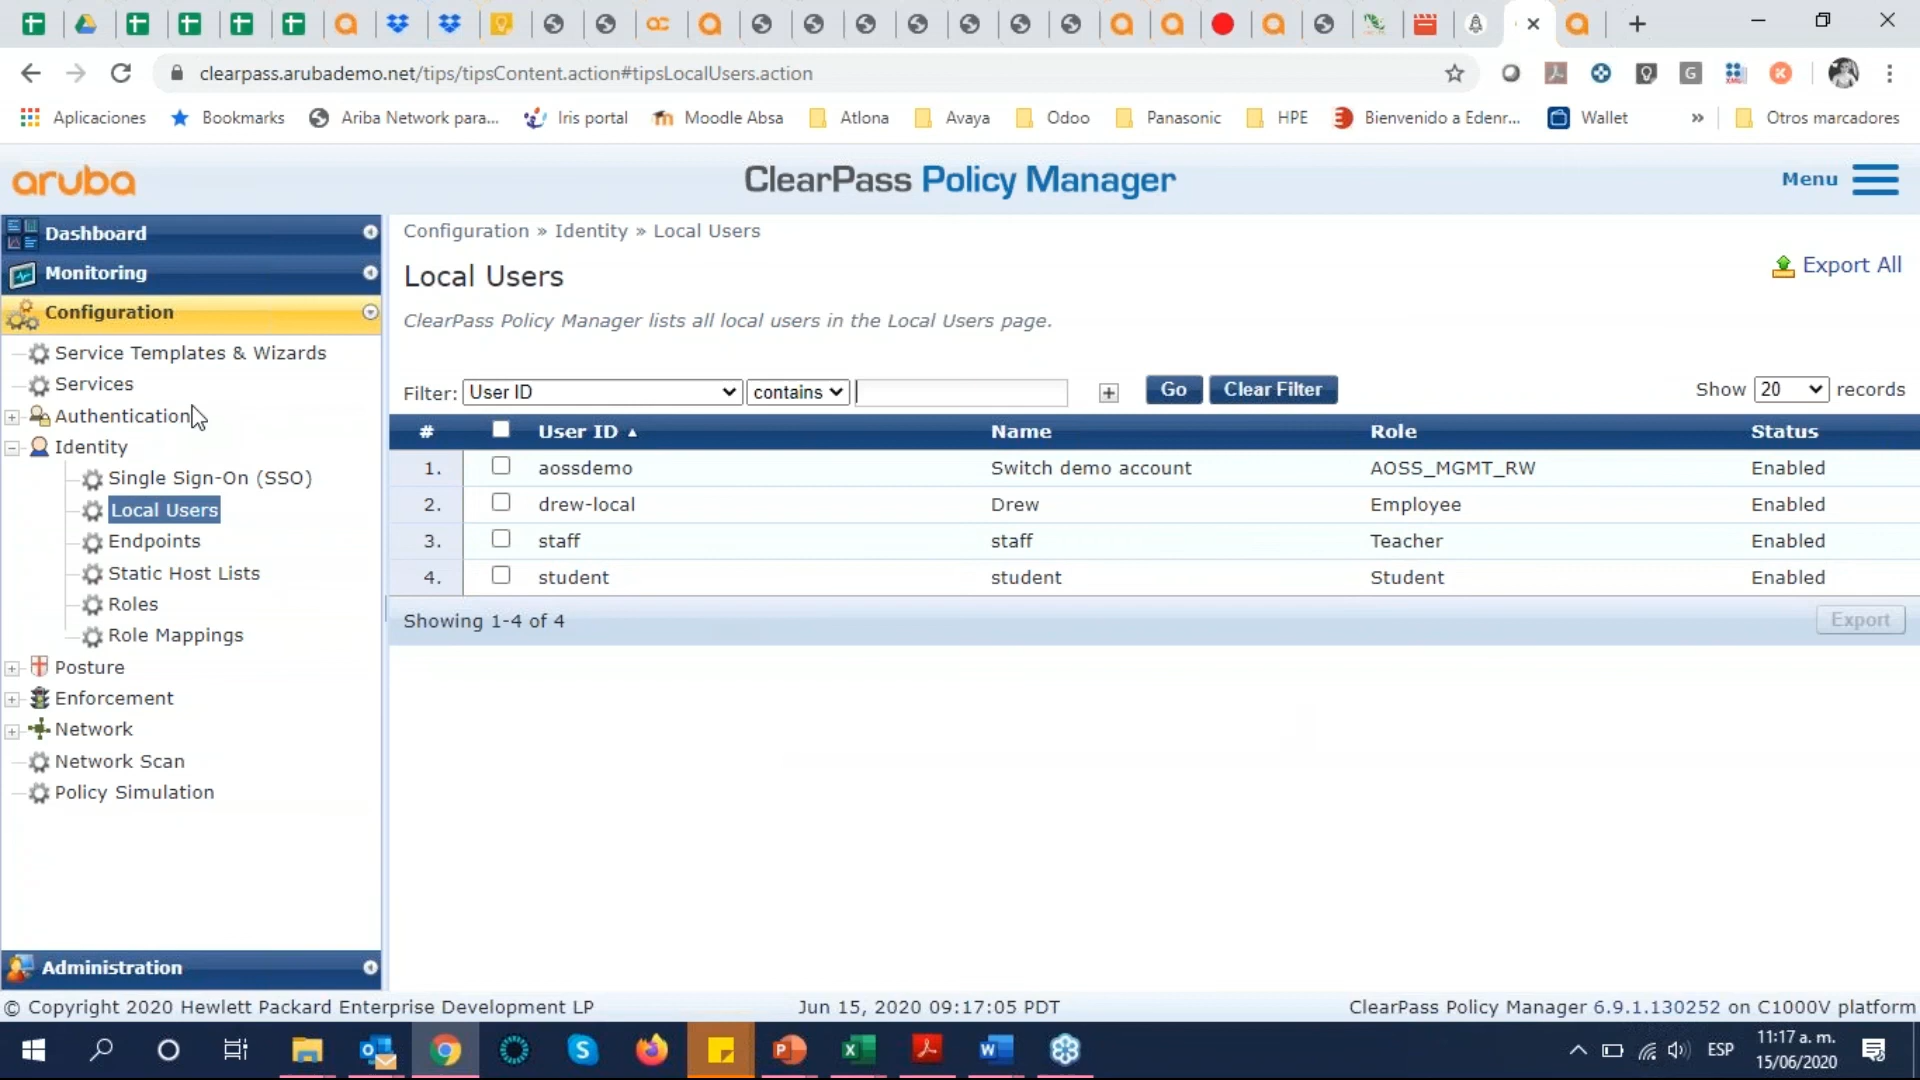 clearpass.arubademo.net/tips/tipsContent.action#tipsLocalUsers.action
Aplicaciones Bookmarks Ariba Network para... Iris portal Moodle Absa Atlona Avaya Odoo Panasonic HPE Bienvenido a Edenr... Wallet » Otros marcadores
aruba ClearPass Policy Manager Menu
Dashboard
Monitoring
Configuration
Service Templates & Wizards
Services
Authentication
Identity
Single Sign-On (SSO)
Local Users
Endpoints
Static Host Lists
Roles
Role Mappings
Posture
Enforcement
Network
Network Scan
Policy Simulation
Administration
Configuration » Identity » Local Users
Local Users
Export All
ClearPass Policy Manager lists all local users in the Local Users page.
Filter: User ID contains Go Clear Filter Show 20 records
# User ID Name Role Status
1. aossdemo Switch demo account AOSS_MGMT_RW Enabled
2. drew-local Drew Employee Enabled
3. staff staff Teacher Enabled
4. student student Student Enabled
Showing 1-4 of 4 Export
© Copyright 2020 Hewlett Packard Enterprise Development LP Jun 15, 2020 09:17:05 PDT ClearPass Policy Manager 6.9.1.130252 on C1000V platform
ESP 11:17 a. m.
15/06/2020